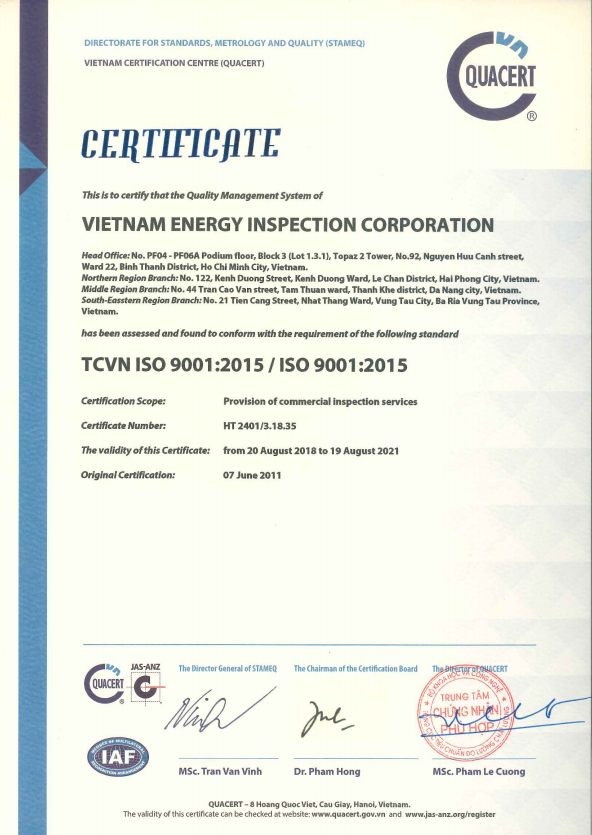 DIRECTORATE FOR STANDARDS, METROLOGY AND QUALITY (STAMEQ)
VIETNAM CERTIFICATION CENTRE (QUACERT)
QUACERT
®
CERTIFICATE
This is to certify that the Quality Management System of
VIETNAM ENERGY INSPECTION CORPORATION
Head Office: No. PF04 - PF06A Podium floor, Block 3 (Lot 1.3.1), Topaz 2 Tower, No.92, Nguyen Huu Canh street,
Ward 22, Binh Thanh District, Ho Chi Minh City, Vietnam.
Northern Region Branch: No. 122, Kenh Duong Street, Kenh Duong Ward, Le Chan District, Hai Phong City, Vietnam.
Middle Region Branch: No. 44 Tran Cao Van street, Tam Thuan ward, Thanh Khe district, Da Nang city, Vietnam.
South-Eastern Region Branch: No. 21 Tien Cang Street, Nhat Thang Ward, Vung Tau City, Ba Ria Vung Tau Province,
Vietnam.
has been assessed and found to conform with the requirement of the following standard
TCVN ISO 9001:2015 / ISO 9001:2015
Certification Scope: Provision of commercial inspection services
Certificate Number: HT 2401/3.18.35
The validity of this Certificate: from 20 August 2018 to 19 August 2021
Original Certification: 07 June 2011
QUACERT
®
JAS-ANZ
The Director General of STAMEQ
The Chairman of the Certification Board
The Director of QUACERT
BỘ KHOA HỌC VÀ CÔNG NGHỆ
TRUNG TÂM
CHỨNG NHẬN
PHÙ HỢP
IAF
MSc. Tran Van Vinh
Dr. Pham Hong
MSc. Pham Le Cuong
QUACERT – 8 Hoang Quoc Viet, Cau Giay, Hanoi, Vietnam.
The validity of this certificate can be checked at website: www.quacert.gov.vn and www.jas-anz.org/register